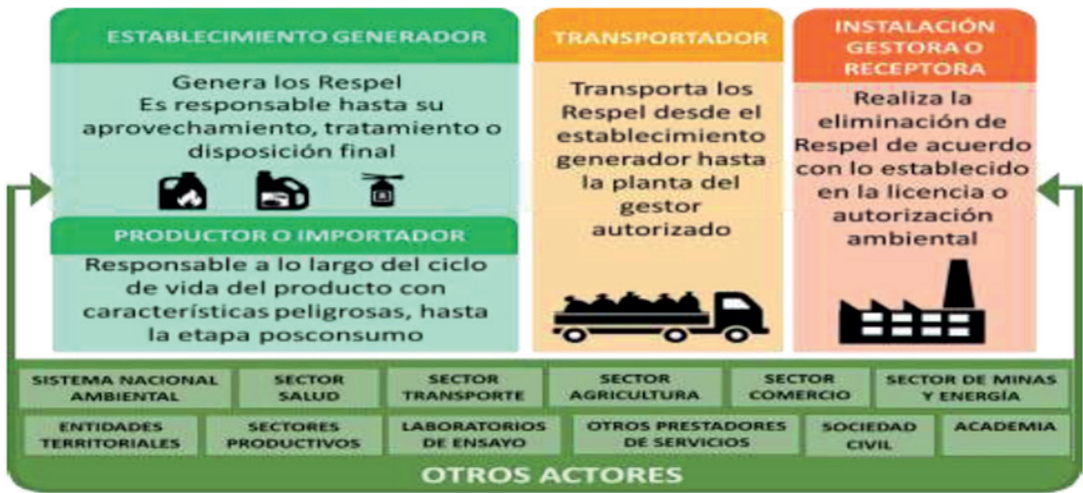 ESTABLECIMIENTO GENERADOR
Genera los Respel
Es responsable hasta su
aprovechamiento, tratamiento o
disposición final
PRODUCTOR O IMPORTADOR
Responsable a lo largo del ciclo
de vida del producto con
características peligrosas, hasta
la etapa posconsumo
TRANSPORTADOR
Transporta los
Respel desde el
establecimiento
generador hasta
la planta del
gestor
autorizado
INSTALACIÓN
GESTORA O
RECEPTORA
Realiza la
eliminación de
Respel de acuerdo
con lo establecido
en la licencia o
autorización
ambiental
SISTEMA NACIONAL
AMBIENTAL
SECTOR
SALUD
SECTOR
TRANSPORTE
SECTOR
AGRICULTURA
SECTOR
COMERCIO
SECTOR DE MINAS
Y ENERGÍA
ENTIDADES
TERRITORIALES
SECTORES
PRODUCTIVOS
LABORATORIOS
DE ENSAYO
OTROS PRESTADORES
DE SERVICIOS
SOCIEDAD
CIVIL
ACADEMIA
OTROS ACTORES